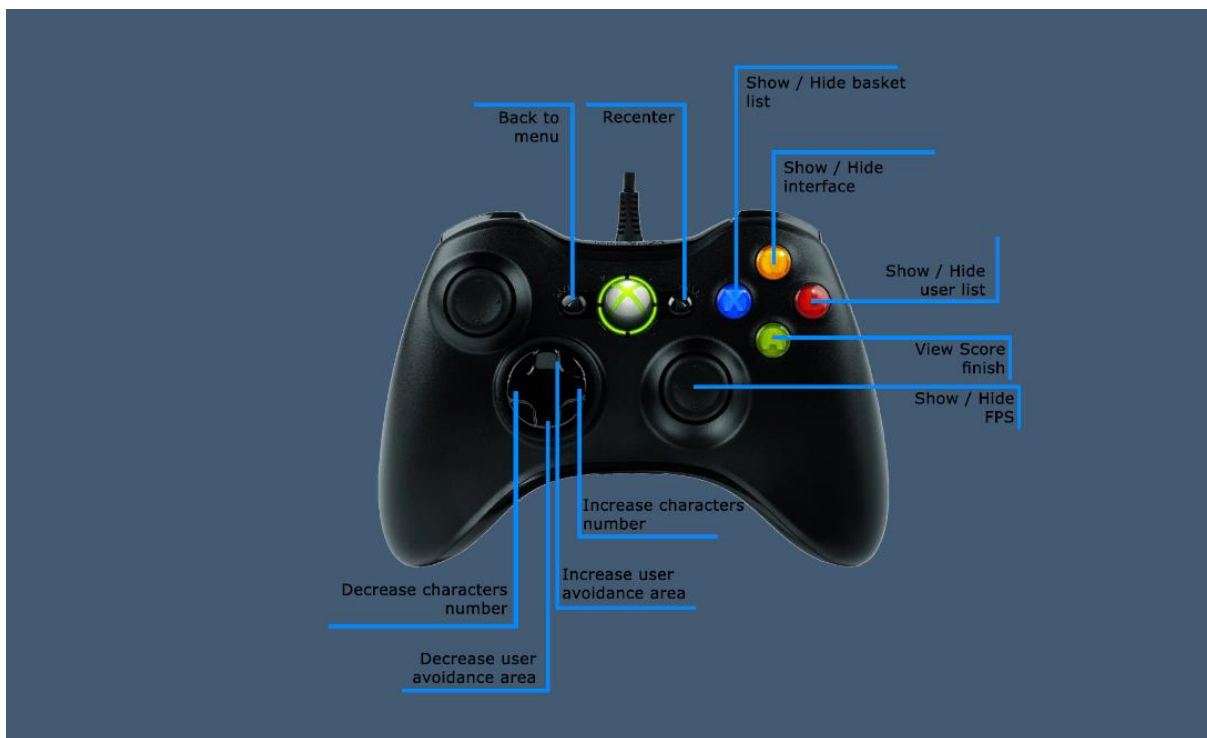 Show / Hide basket
list
Back to
menu
Recenter
Show / Hide
interface
Show / Hide
user list
X
A
View Score
finish
Show / Hide
FPS
Increase characters
number
Increase user
avoidance area
Decrease characters
number
Decrease user
avoidance area